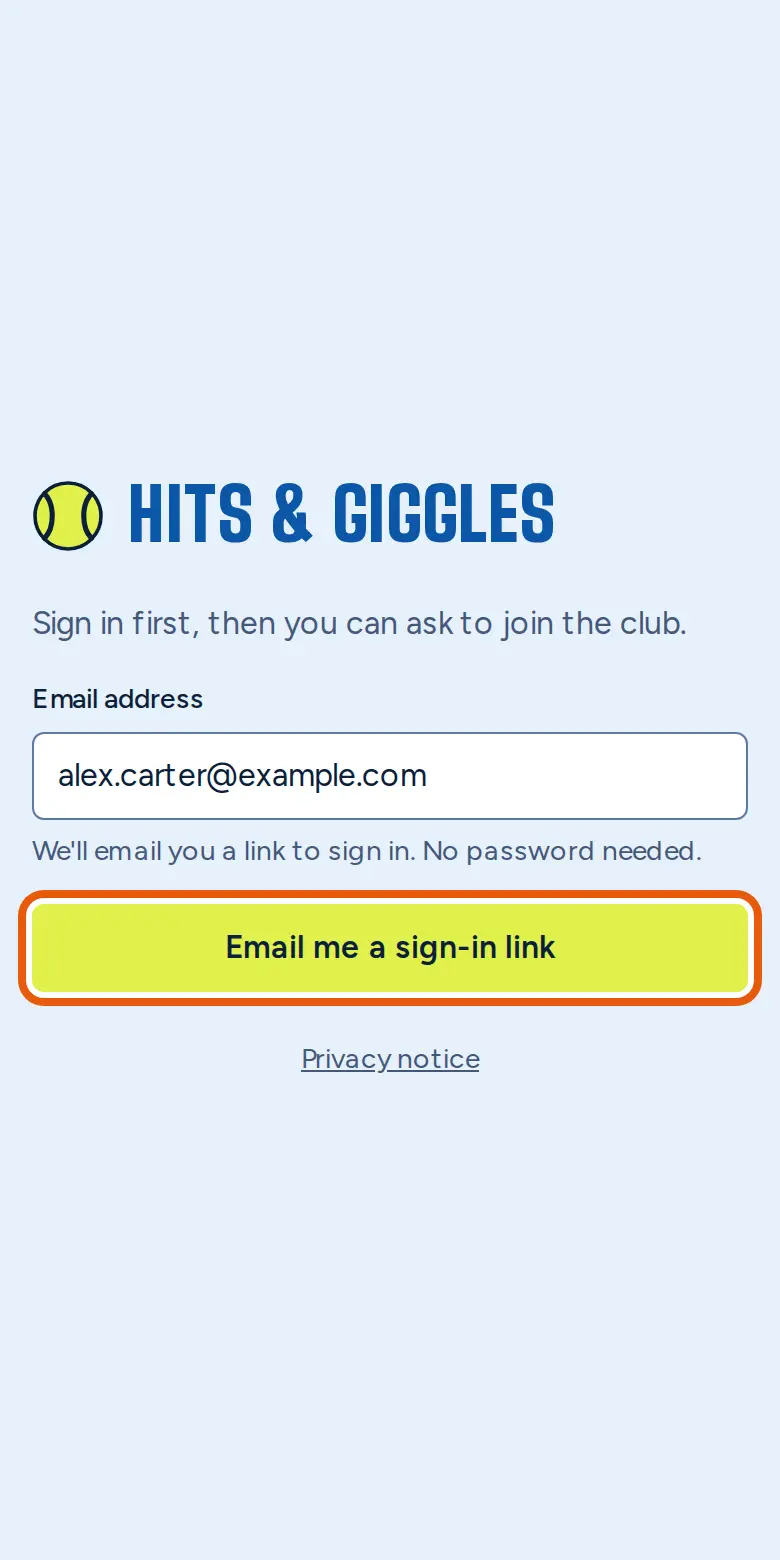 HITS & GIGGLES
Sign in first, then you can ask to join the club.
Email address
alex.carter@example.com
We'll email you a link to sign in. No password needed.
Email me a sign-in link
Privacy notice